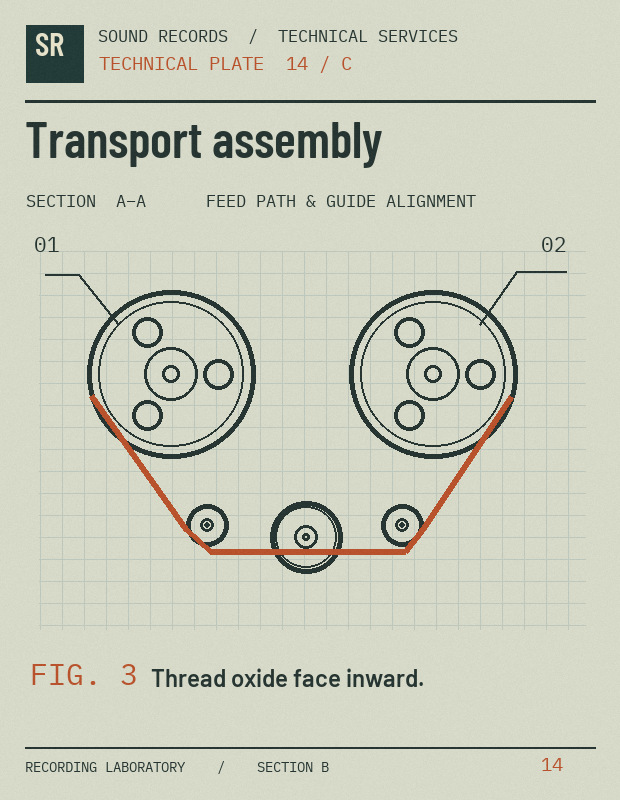 SR
SOUND RECORDS / TECHNICAL SERVICES
TECHNICAL PLATE 14 / C
Transport assembly
SECTION A–A FEED PATH & GUIDE ALIGNMENT
01 02
FIG. 3 Thread oxide face inward.
RECORDING LABORATORY / SECTION B 14